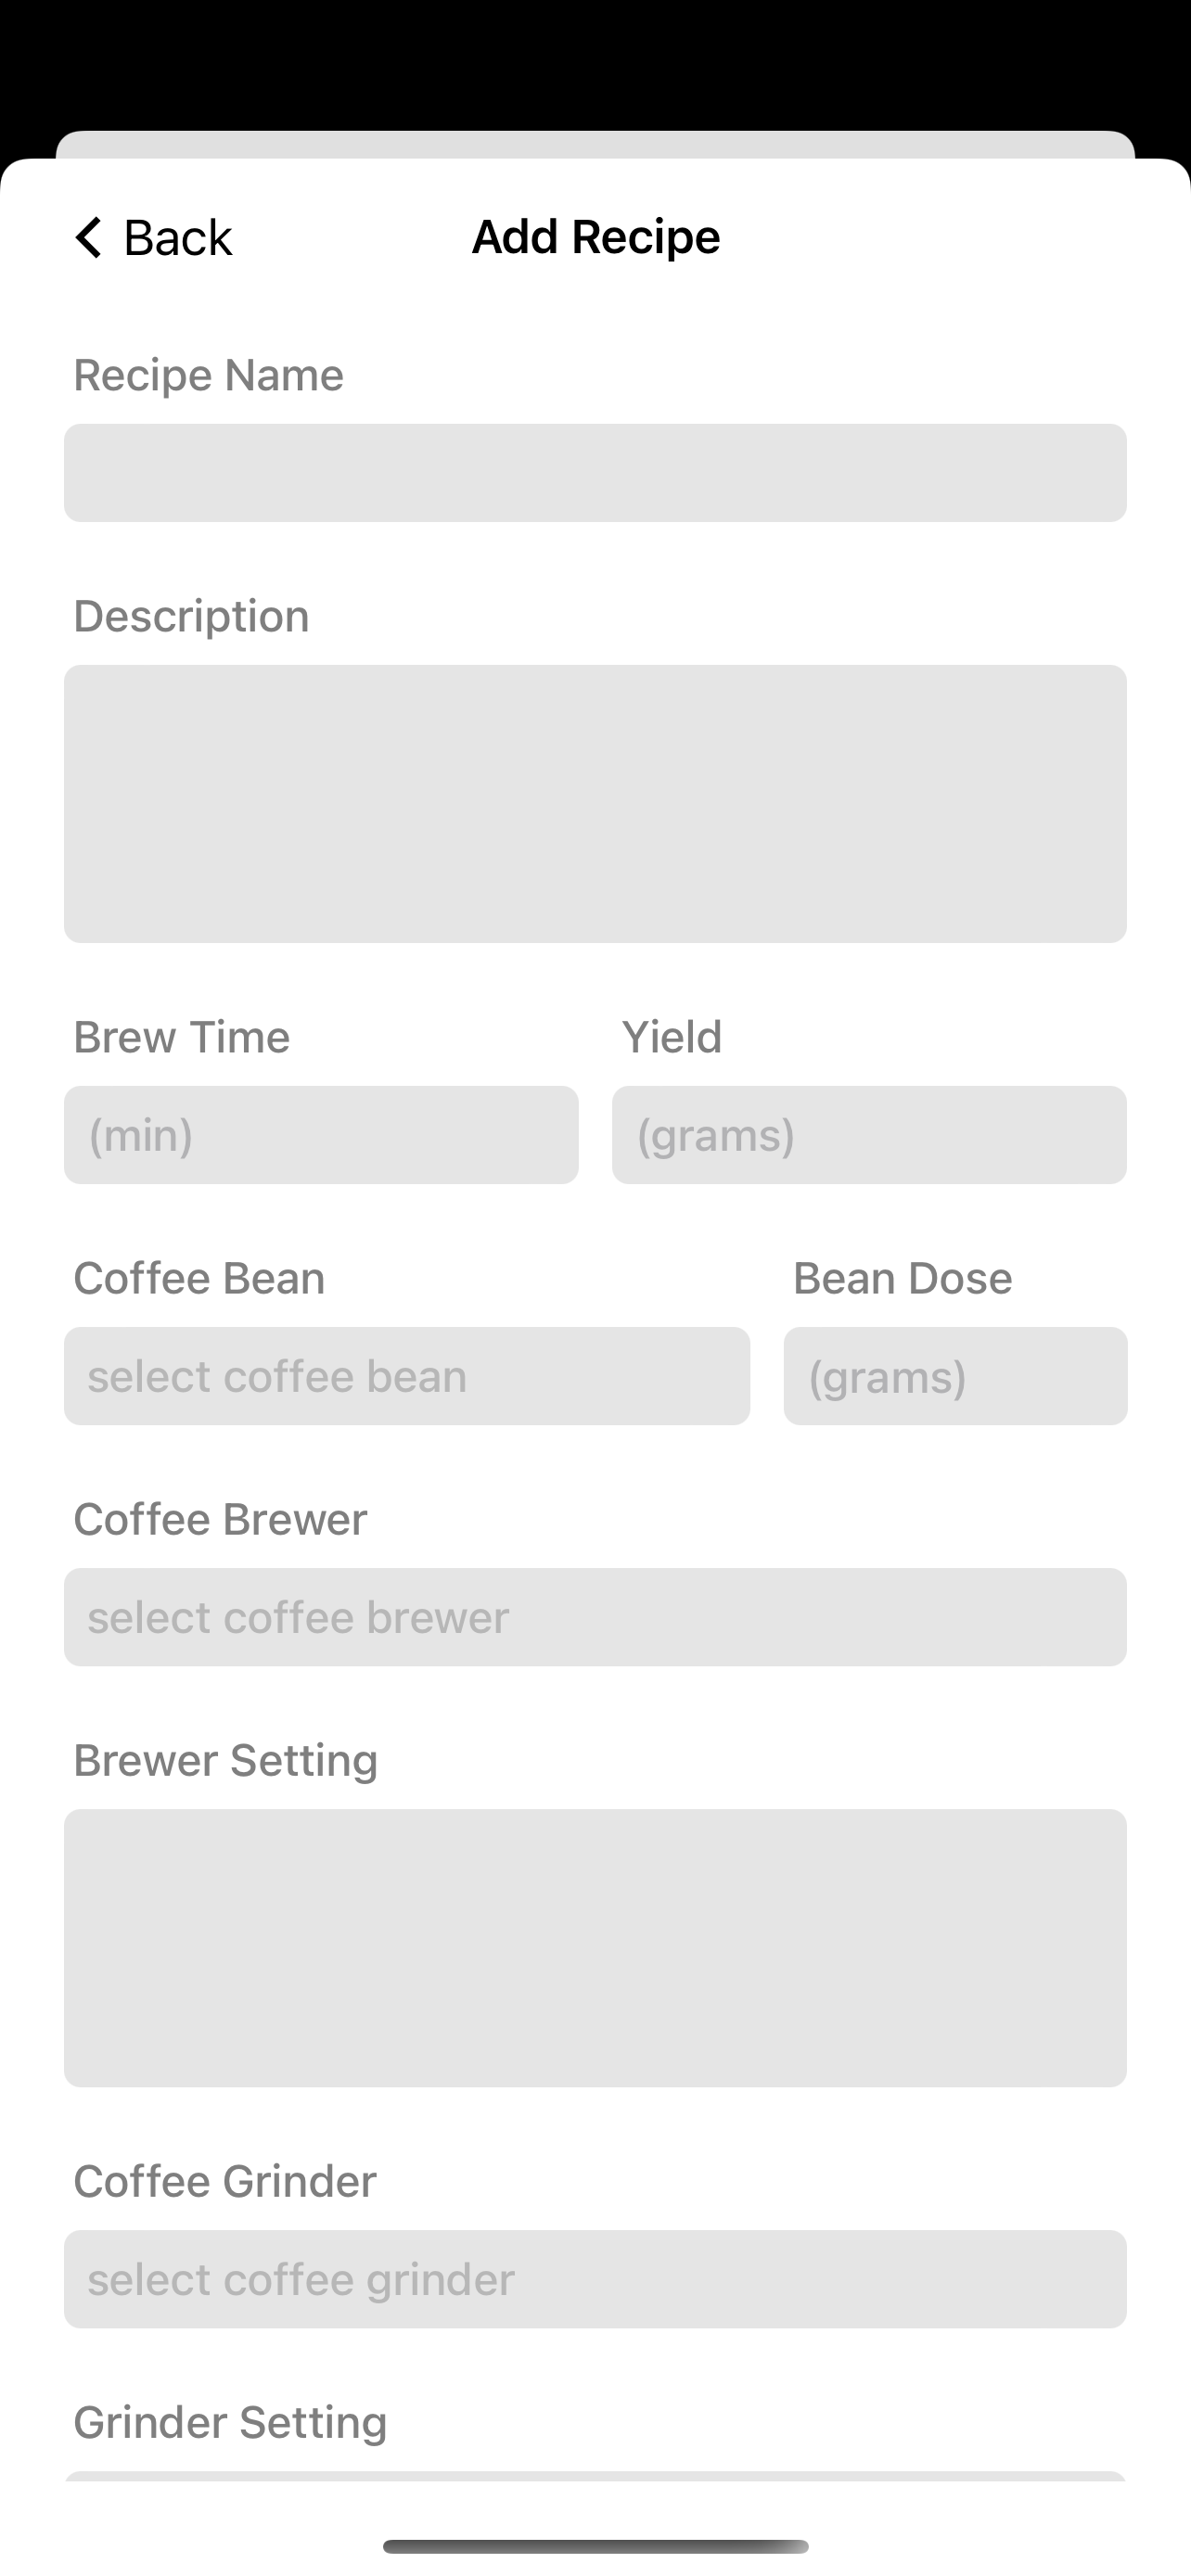 Back
Add Recipe
Recipe Name
Description
Brew Time
Yield
(min)
(grams)
Coffee Bean
Bean Dose
select coffee bean
(grams)
Coffee Brewer
select coffee brewer
Brewer Setting
Coffee Grinder
select coffee grinder
Grinder Setting